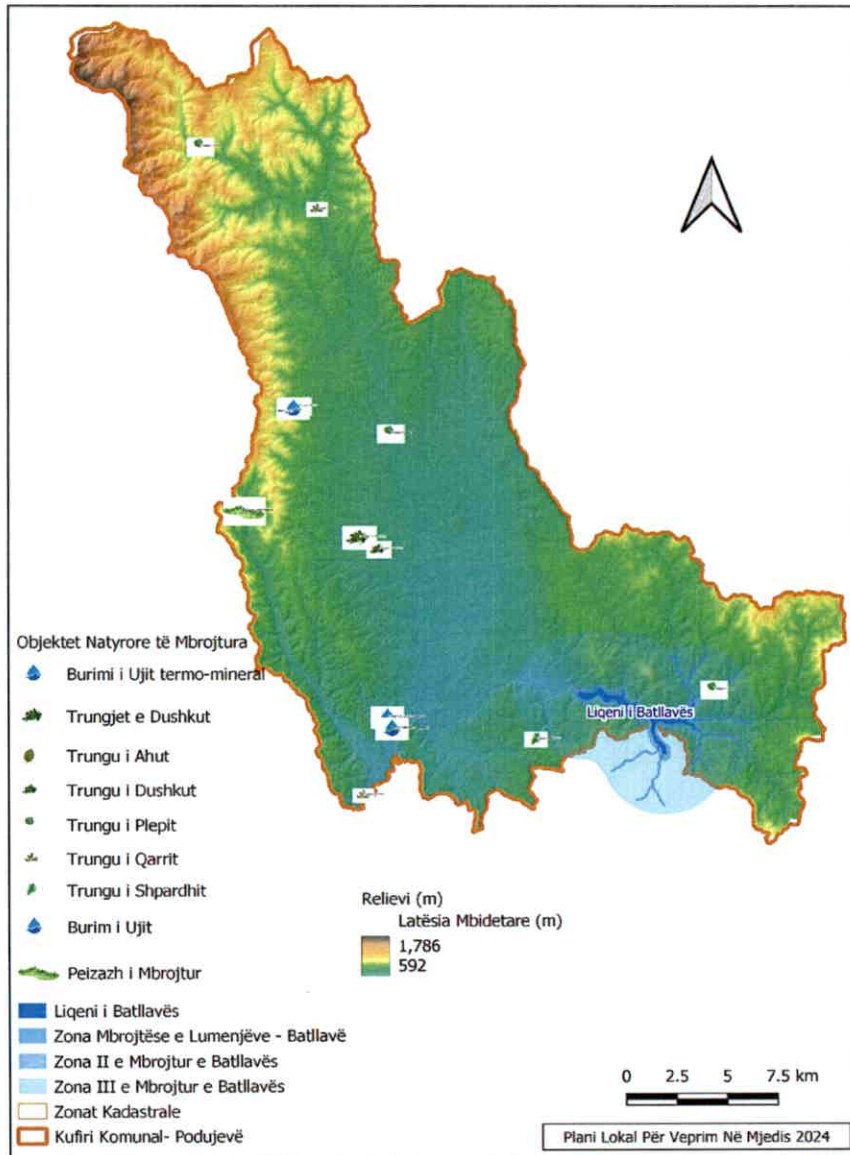 Liqeni i Batllavës
Objektet Natyrore të Mbrojtura
Burimi i Ujit termo-mineral
Trungjet e Dushkut
Trungu i Ahut
Trungu i Dushkut
Trungu i Plepit
Trungu i Qarrit
Trungu i Shpardhit
Burim i Ujit
Peizazh i Mbrojtur
Liqeni i Batllavës
Zona Mbrojtëse e Lumenjëve - Batllavë
Zona II e Mbrojtur e Batllavës
Zona III e Mbrojtur e Batllavës
Zonat Kadastrale
Kufiri Komunal- Podujevë
Relievi (m)
Latësia Mbidetare (m)
1,786
592
0 2.5 5 7.5 km
Plani Lokal Për Veprim Në Mjedis 2024